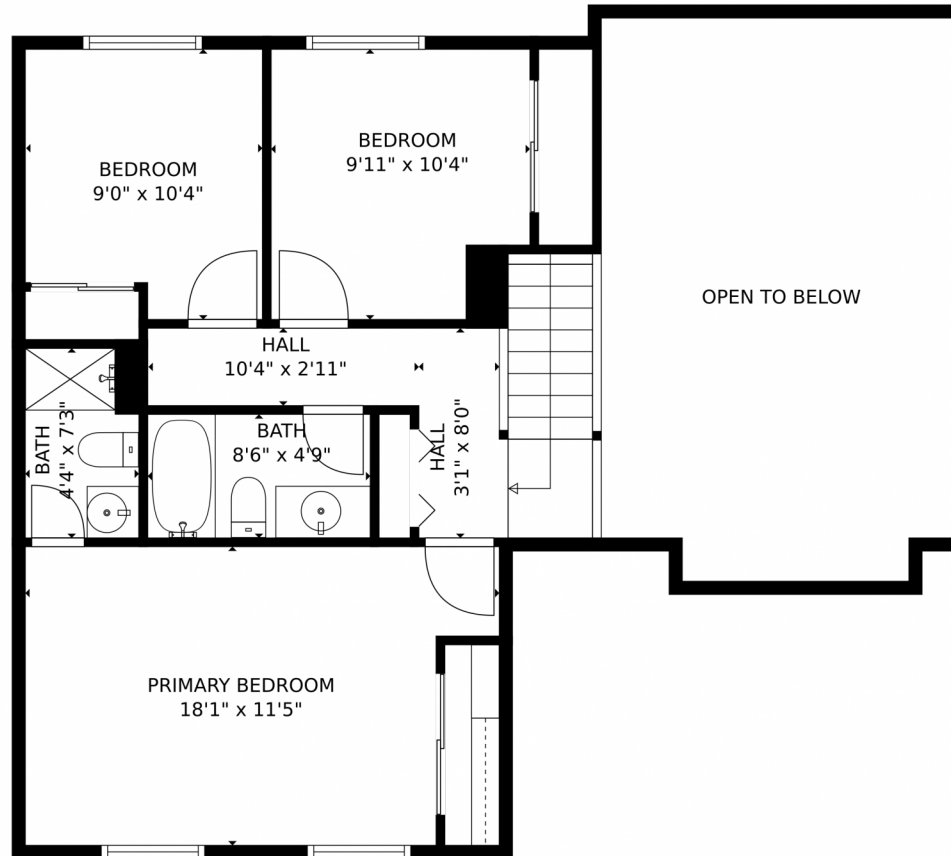 BEDROOM
9'0" x 10'4"
BEDROOM
9'11" x 10'4"
OPEN TO BELOW
HALL
10'4" x 2'11"
BATH
4'4" x 7'3"
BATH
8'6" x 4'9"
HALL
3'1" x 8'0"
PRIMARY BEDROOM
18'1" x 11'5"